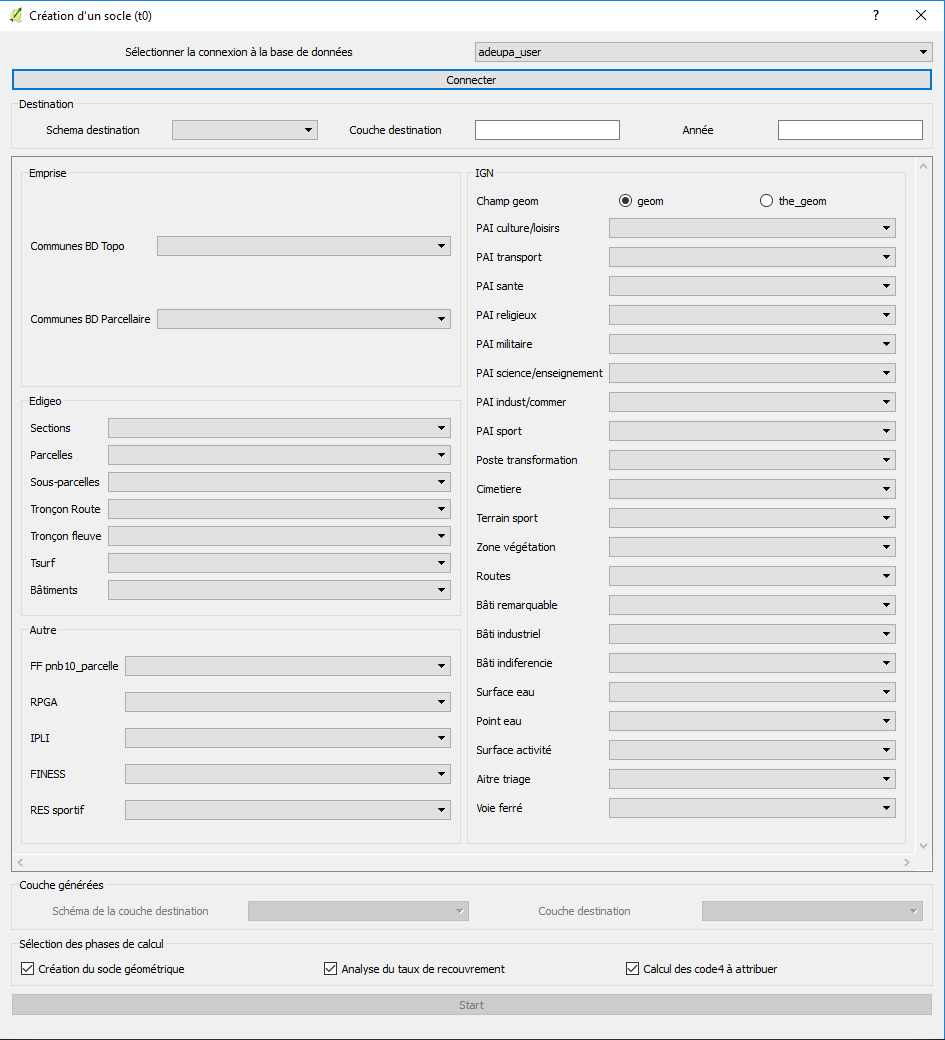 Création d'un socle (t0)
?
Sélectionner la connexion à la base de données
adeupa_user
Connecter
Destination
Schema destination
Couche destination
Année
Emprise
Communes BD Topo
Communes BD Parcellaire
Edigeo
Sections
Parcelles
Sous-parcelles
Tronçon Route
Tronçon fleuve
Tsurf
Bâtiments
Autre
FF pnb10_parcelle
RPGA
IPLI
FINESS
RES sportif
IGN
Champ geom geom the_geom
PAI culture/loisirs
PAI transport
PAI sante
PAI religieux
PAI militaire
PAI science/enseignement
PAI indust/commer
PAI sport
Poste transformation
Cimetiere
Terrain sport
Zone végétation
Routes
Bâti remarquable
Bâti industriel
Bâti indiferencie
Surface eau
Point eau
Surface activité
Aitre triage
Voie ferré
Couche générées
Schéma de la couche destination
Couche destination
Sélection des phases de calcul
Création du socle géométrique
Analyse du taux de recouvrement
Calcul des code4 à attribuer
Start